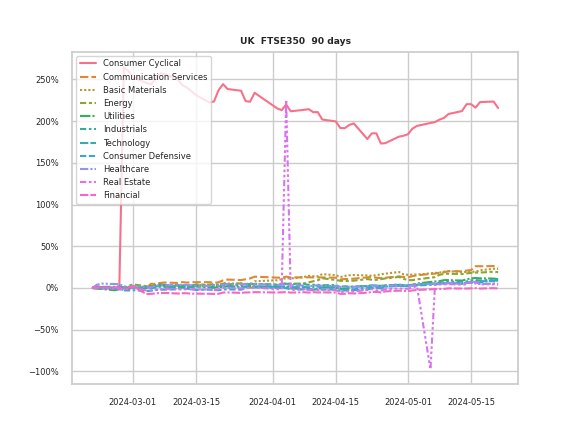 UK FTSE350 90 days
Consumer Cyclical
Communication Services
Basic Materials
Energy
Utilities
Industrials
Technology
Consumer Defensive
Healthcare
Real Estate
Financial
250%
200%
150%
100%
50%
0%
−50%
−100%
2024-03-01 2024-03-15 2024-04-01 2024-04-15 2024-05-01 2024-05-15